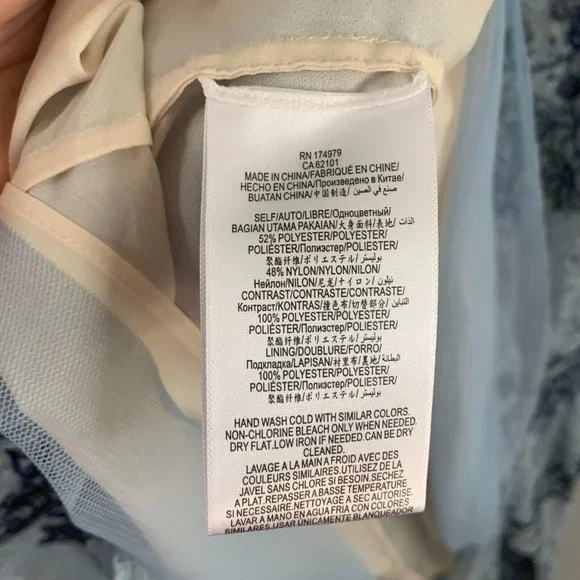 RN 174979
CA 62101
MADE IN CHINA/FABRIQUÉ EN CHINE/
HECHO EN CHINA/Произведено в Китае/
BUATAN CHINA/中国制造/ صنع في الصين
SELF/AUTO/LIBRE/Одноцветный/
BAGIAN UTAMA PAKAIAN/大身面料/表地/ الذات
52% POLYESTER/POLYESTER/
POLIÉSTER/Полиэстер/POLIESTER/
聚酯纤维/ポリエステル/ بوليستر
48% NYLON/NYLON/NILON/
Нейлон/NILON/尼龙/ナイロン/ نيلون
CONTRAST/CONTRASTE/CONTRASTE/
Контраст/KONTRAS/撞色布/切替部分/ التباين
100% POLYESTER/POLYESTER/
POLIÉSTER/Полиэстер/POLIESTER/
聚酯纤维/ポリエステル/ بوليستر
LINING/DOUBLURE/FORRO/
Подкладка/LAPISAN/衬里布/裏地/ البطانة
100% POLYESTER/POLYESTER/
POLIÉSTER/Полиэстер/POLIESTER/
聚酯纤维/ポリエステル/ بوليستر
HAND WASH COLD WITH SIMILAR COLORS.
NON-CHLORINE BLEACH ONLY WHEN NEEDED.
DRY FLAT.LOW IRON IF NEEDED.CAN BE DRY
CLEANED.
LAVAGE A LA MAIN A FROID AVEC DES
COULEURS SIMILAIRES.DETERSIF SANS
JAVEL SANS CHLORE SI BESOIN.SECHEZ
A PLAT.REPASSER A BASSE TEMPERATURE
SI NECESSAIRE.NETTOYAGE A SEC AUTORISE.
LAVAR A MANO EN AGUA FRIA CON COLORES
SIMILARES USAR UNICAMENTE BLANQUEADOR